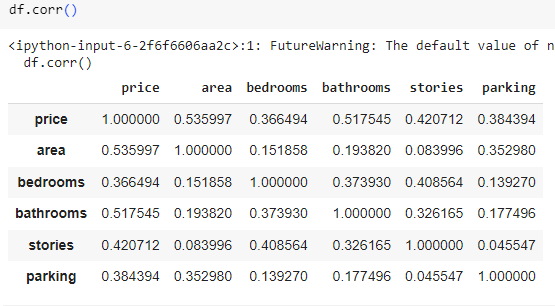 df.corr()
<ipython-input-6-2f6f6606aa2c>:1: FutureWarning: The default value of n
df.corr()
price area bedrooms bathrooms stories parking
price 1.000000 0.535997 0.366494 0.517545 0.420712 0.384394
area 0.535997 1.000000 0.151858 0.193820 0.083996 0.352980
bedrooms 0.366494 0.151858 1.000000 0.373930 0.408564 0.139270
bathrooms 0.517545 0.193820 0.373930 1.000000 0.326165 0.177496
stories 0.420712 0.083996 0.408564 0.326165 1.000000 0.045547
parking 0.384394 0.352980 0.139270 0.177496 0.045547 1.000000